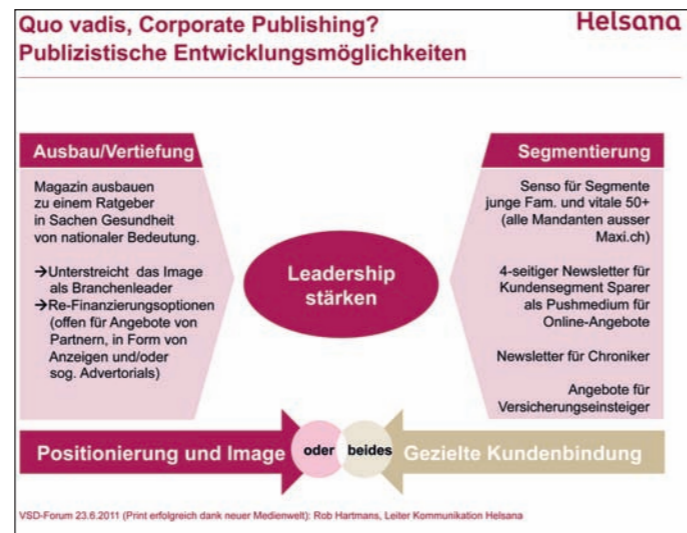 Quo vadis, Corporate Publishing?
Publizistische Entwicklungsmöglichkeiten
Helsana
Ausbau/Vertiefung
Magazin ausbauen
zu einem Ratgeber
in Sachen Gesundheit
von nationaler Bedeutung.
→Unterstreicht das Image
als Branchenleader
→Re-Finanzierungsoptionen
(offen für Angebote von
Partnern, in Form von
Anzeigen und/oder
sog. Advertorials)
Leadership
stärken
Segmentierung
Senso für Segmente
junge Fam. und vitale 50+
(alle Mandanten ausser
Maxi.ch)
4-seitiger Newsletter für
Kundensegment Sparer
als Pushmedium für
Online-Angebote
Newsletter für Chroniker
Angebote für
Versicherungseinsteiger
Positionierung und Image
oder
beides
Gezielte Kundenbindung
VSD-Forum 23.6.2011 (Print erfolgreich dank neuer Medienwelt): Rob Hartmans, Leiter Kommunikation Helsana